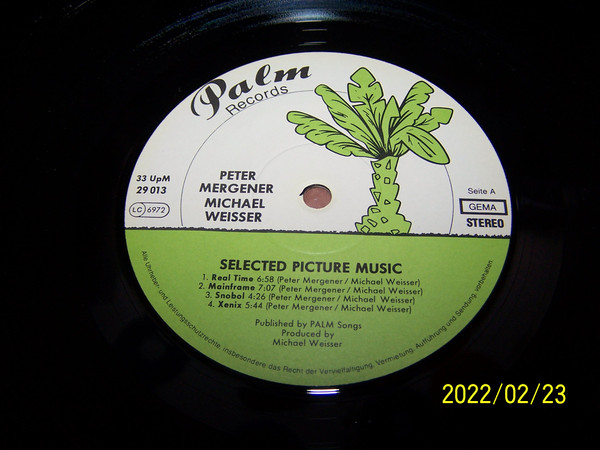 Palm
Records
PETER
MERGENER
MICHAEL
WEISSER
33 UpM
29 013
LC 6972
Seite A
GEMA
STEREO
SELECTED PICTURE MUSIC
1. Real Time 6:58 (Peter Mergener / Michael Weisser)
2. Mainframe 7:07 (Peter Mergener / Michael Weisser)
3. Snobol 4:26 (Peter Mergener / Michael Weisser)
4. Xenix 5:44 (Peter Mergener / Michael Weisser)
Published by PALM Songs
Produced by
Michael Weisser
Alle Urheber- und Leistungsschutzrechte, insbesondere das Recht der Vervielfältigung, Vermietung, Aufführung und Sendung, vorbehalten
2022/02/23